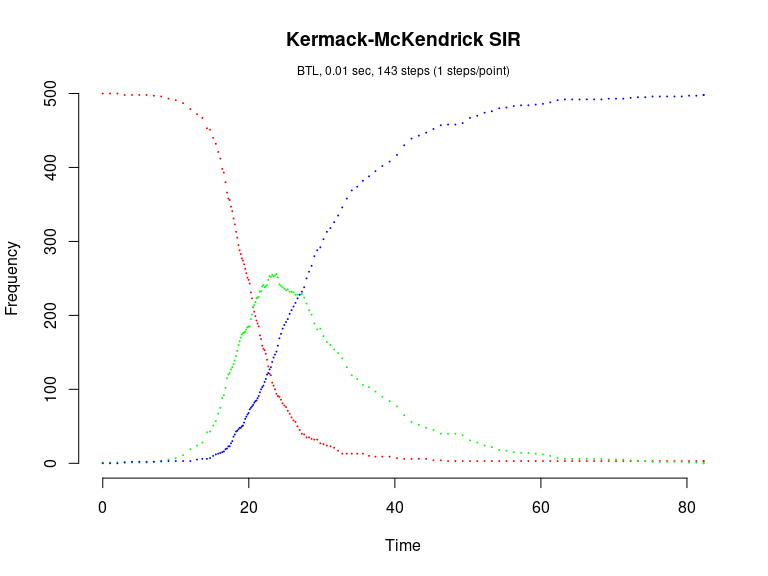 Kermack-McKendrick SIR
BTL, 0.01 sec, 143 steps (1 steps/point)
Frequency
500
400
300
200
100
0
0 20 40 60 80
Time